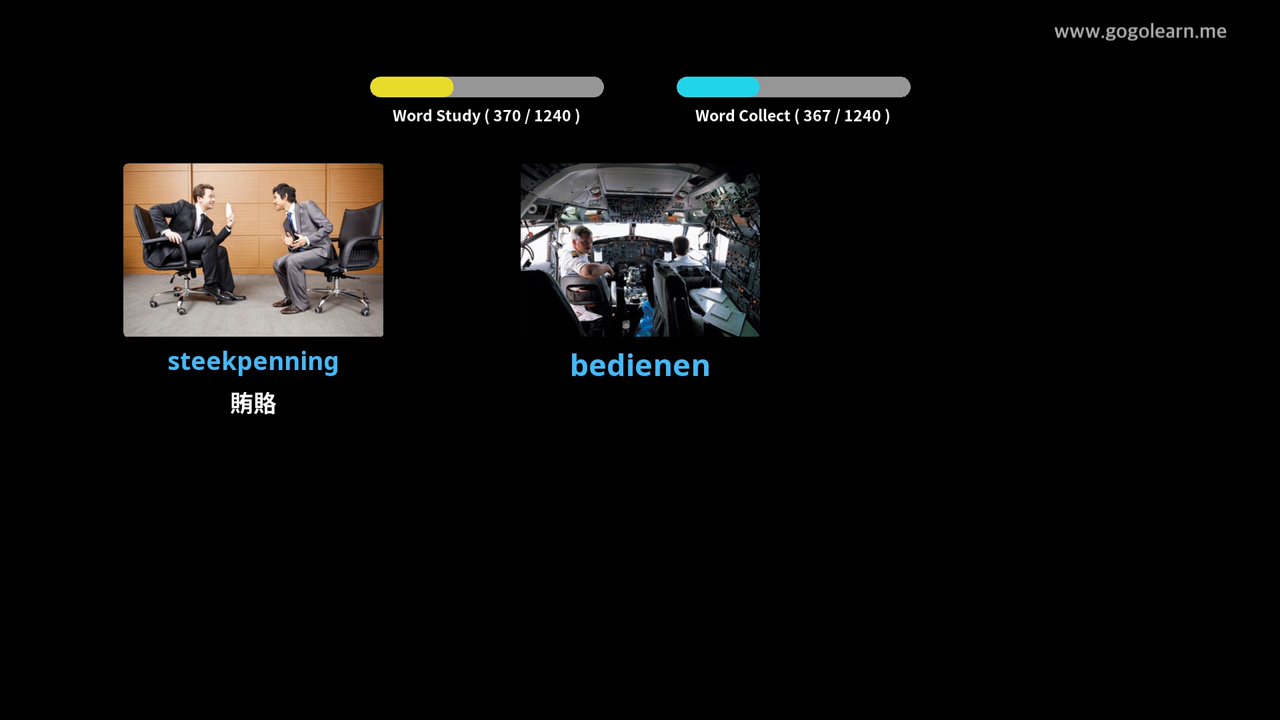 www.gogolearn.me
Word Study ( 370 / 1240 )
Word Collect ( 367 / 1240 )
steekpenning
賄賂
bedienen